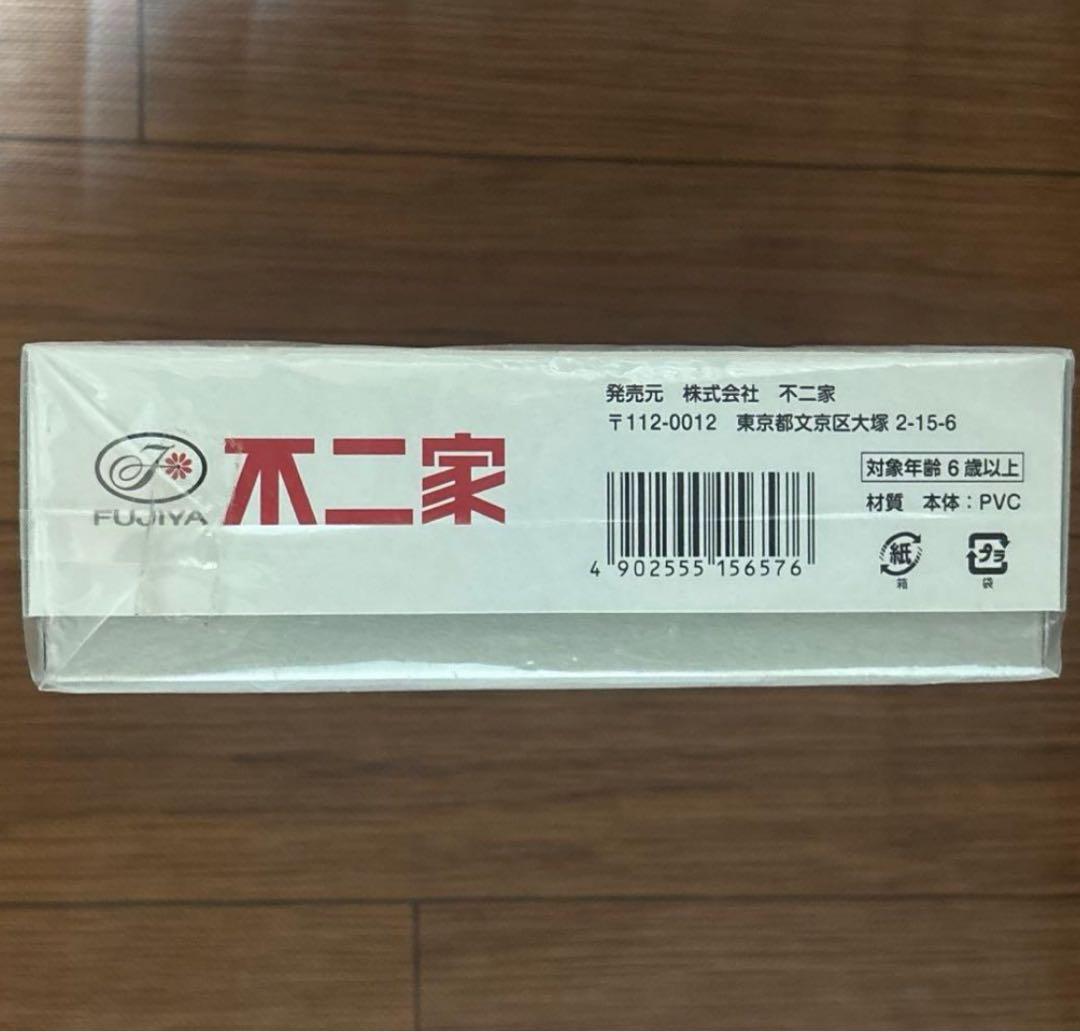 FUJIYA
不二家
発売元 株式会社 不二家
〒112-0012 東京都文京区大塚 2-15-6
対象年齢 6 歳以上
材質 本体：PVC
4 902555 156576
紙
箱
プラ
袋